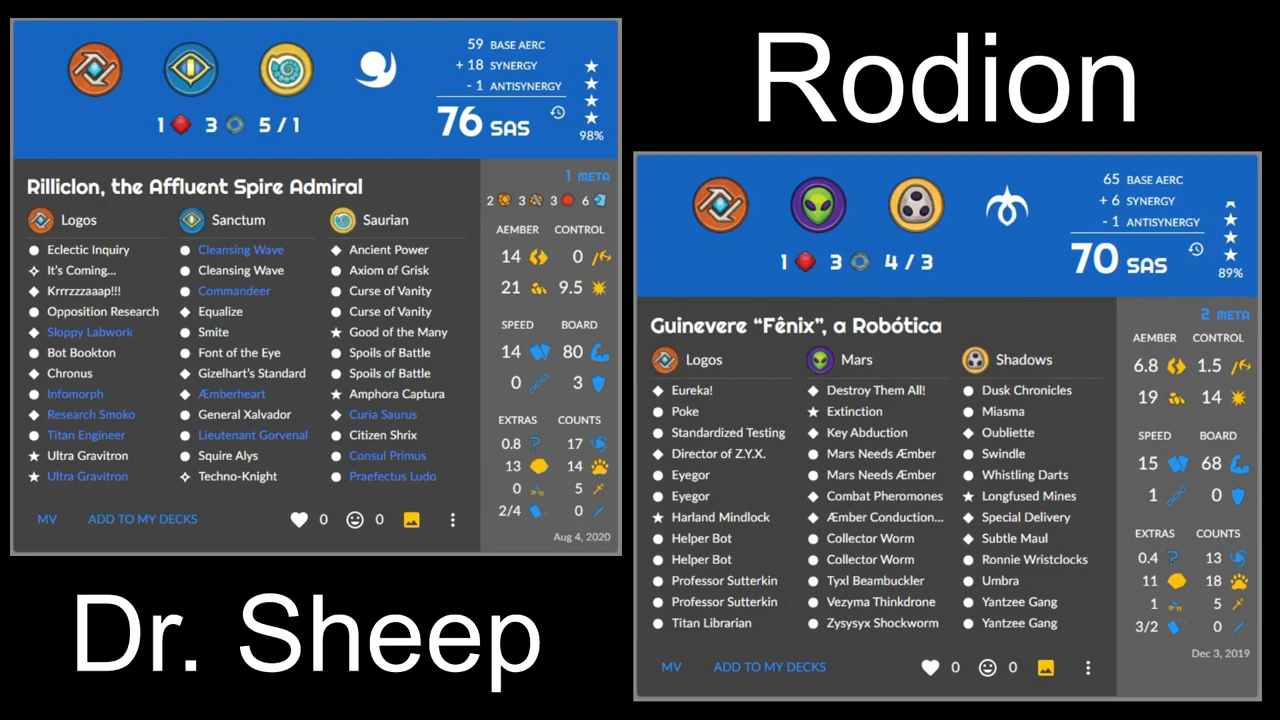 59 BASE AERC
+ 18 SYNERGY
- 1 ANTISYNERGY
76 SAS
98%
1 3 5 / 1
Rilliclon, the Affluent Spire Admiral
Logos
Eclectic Inquiry
It's Coming...
Krrrzzzaaap!!!
Opposition Research
Sloppy Labwork
Bot Bookton
Chronus
Infomorph
Research Smoko
Titan Engineer
Ultra Gravitron
Ultra Gravitron
Sanctum
Cleansing Wave
Cleansing Wave
Commandeer
Equalize
Smite
Font of the Eye
Gizelhart's Standard
Æmberheart
General Xalvador
Lieutenant Gorvenal
Squire Alys
Techno-Knight
Saurian
Ancient Power
Axiom of Grisk
Curse of Vanity
Curse of Vanity
Good of the Many
Spoils of Battle
Spoils of Battle
Amphora Captura
Curia Saurus
Citizen Shrix
Consul Primus
Praefectus Ludo
MV ADD TO MY DECKS 0 0
1 META
2 3 3 6
AEMBER CONTROL
14 0
21 9.5
SPEED BOARD
14 80
0 3
EXTRAS COUNTS
0.8 17
13 14
0 5
2/4 0
Aug 4, 2020
Dr. Sheep
Rodion
65 BASE AERC
+ 6 SYNERGY
- 1 ANTISYNERGY
70 SAS
89%
1 3 4 / 3
Guinevere “Fênix”, a Robótica
Logos
Eureka!
Poke
Standardized Testing
Director of Z.Y.X.
Eyegor
Eyegor
Harland Mindlock
Helper Bot
Helper Bot
Professor Sutterkin
Professor Sutterkin
Titan Librarian
Mars
Destroy Them All!
Extinction
Key Abduction
Mars Needs Æmber
Mars Needs Æmber
Combat Pheromones
Æmber Conduction...
Collector Worm
Collector Worm
Tyxl Beambuckler
Vezyma Thinkdrone
Zysysyx Shockworm
Shadows
Dusk Chronicles
Miasma
Oubliette
Swindle
Whistling Darts
Longfused Mines
Special Delivery
Subtle Maul
Ronnie Wristclocks
Umbra
Yantzee Gang
Yantzee Gang
MV ADD TO MY DECKS 0 0
2 META
AEMBER CONTROL
6.8 1.5
19 14
SPEED BOARD
15 68
1 0
EXTRAS COUNTS
0.4 13
11 18
1 5
3/2 0
Dec 3, 2019